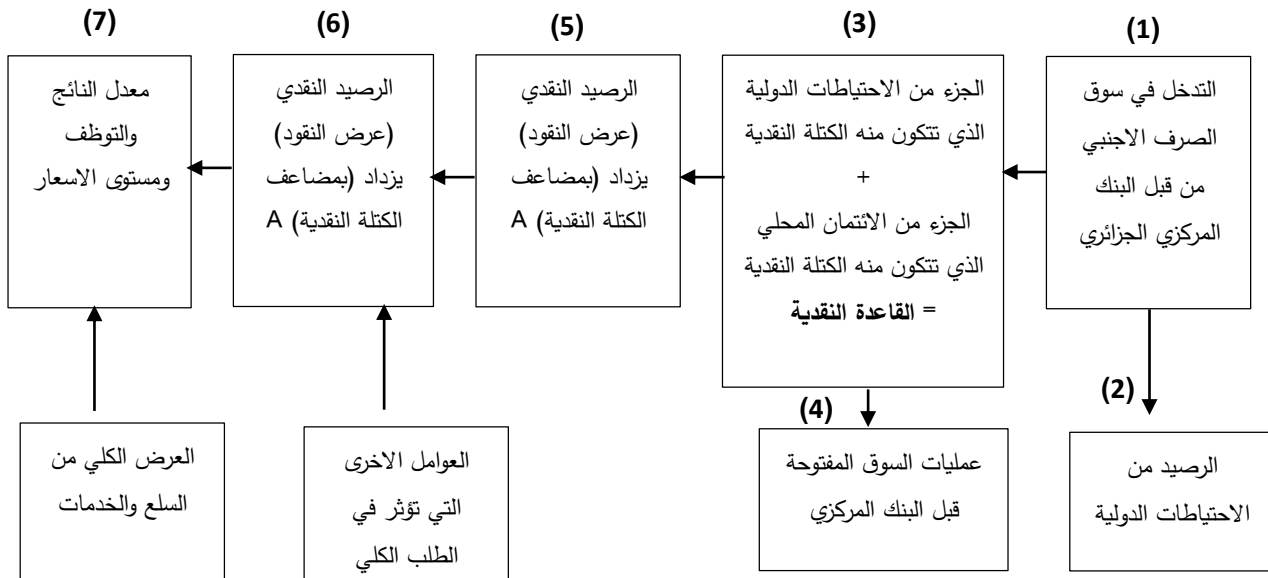 (1)
التدخل في سوق
الصرف الاجنبي
من قبل البنك
المركزي الجزائري
(2)
الرصيد من
الاحتياطات الدولية
(3)
الجزء من الاحتياطات الدولية
الذي تتكون منه الكتلة النقدية
+
الجزء من الائتمان المحلي
الذي تتكون منه الكتلة النقدية
= القاعدة النقدية
(4)
عمليات السوق المفتوحة
قبل البنك المركزي
(5)
الرصيد النقدي
(عرض النقود)
يزداد (بمضاعف
الكتلة النقدية) A
(6)
الرصيد النقدي
(عرض النقود)
يزداد (بمضاعف
الكتلة النقدية) A
العوامل الاخرى
التي تؤثر في
الطلب الكلي
(7)
معدل النائج
والتوظف
ومستوى الاسعار
العرض الكلي من
السلع والخدمات